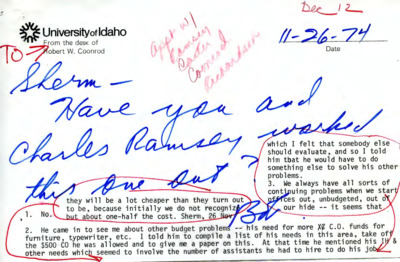 Dec 12
University of Idaho
From the desk of
Robert W. Coonrod
TO →
Appt w/
Ramsey
Carter
Coonrod
Richardson
11-26-74
Date
Sherm —
Have you and
Charles Ramsey worked
this one out?
Bob
which I felt that somebody else
should evaluate, and so I told
him that he would have to do
something else to solve his other
problems.
3. We always have all sorts of
continuing problems when we start
offices out, unbudgeted, out of
hide -- it seems that
they will be a lot cheaper than they turn out
to be, because initially we do not recognize
1. No. but about one-half the cost. Sherm, 26 Nov
2. He came in to see me about other budget problems -- his need for more C.O. funds for
furniture, typewriter, etc. I told him to compile a list of his needs in this area, take off
the $500 CO he was allowed and to give me a paper on this. At that time he mentioned his IH &
other needs which seemed to involve the number of assistants he had to hire to do his job